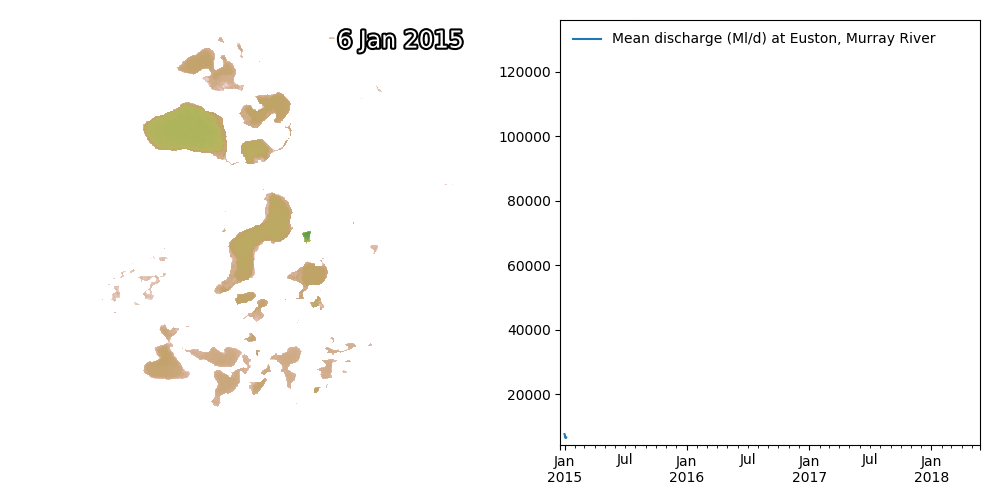 6 Jan 2015
Mean discharge (Ml/d) at Euston, Murray River
120000
100000
80000
60000
40000
20000
Jan Jul Jan Jul Jan Jul Jan
2015 2016 2017 2018